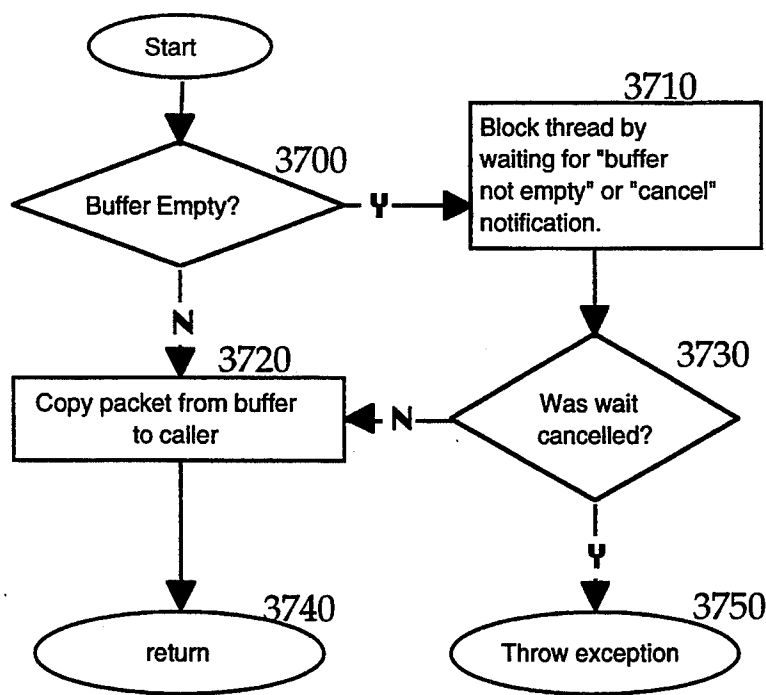 Start
3700
Buffer Empty?
Y
3710
Block thread by
waiting for "buffer
not empty" or "cancel"
notification.
N
3720
Copy packet from buffer
to caller
3730
Was wait
cancelled?
N
Y
3740
return
3750
Throw exception